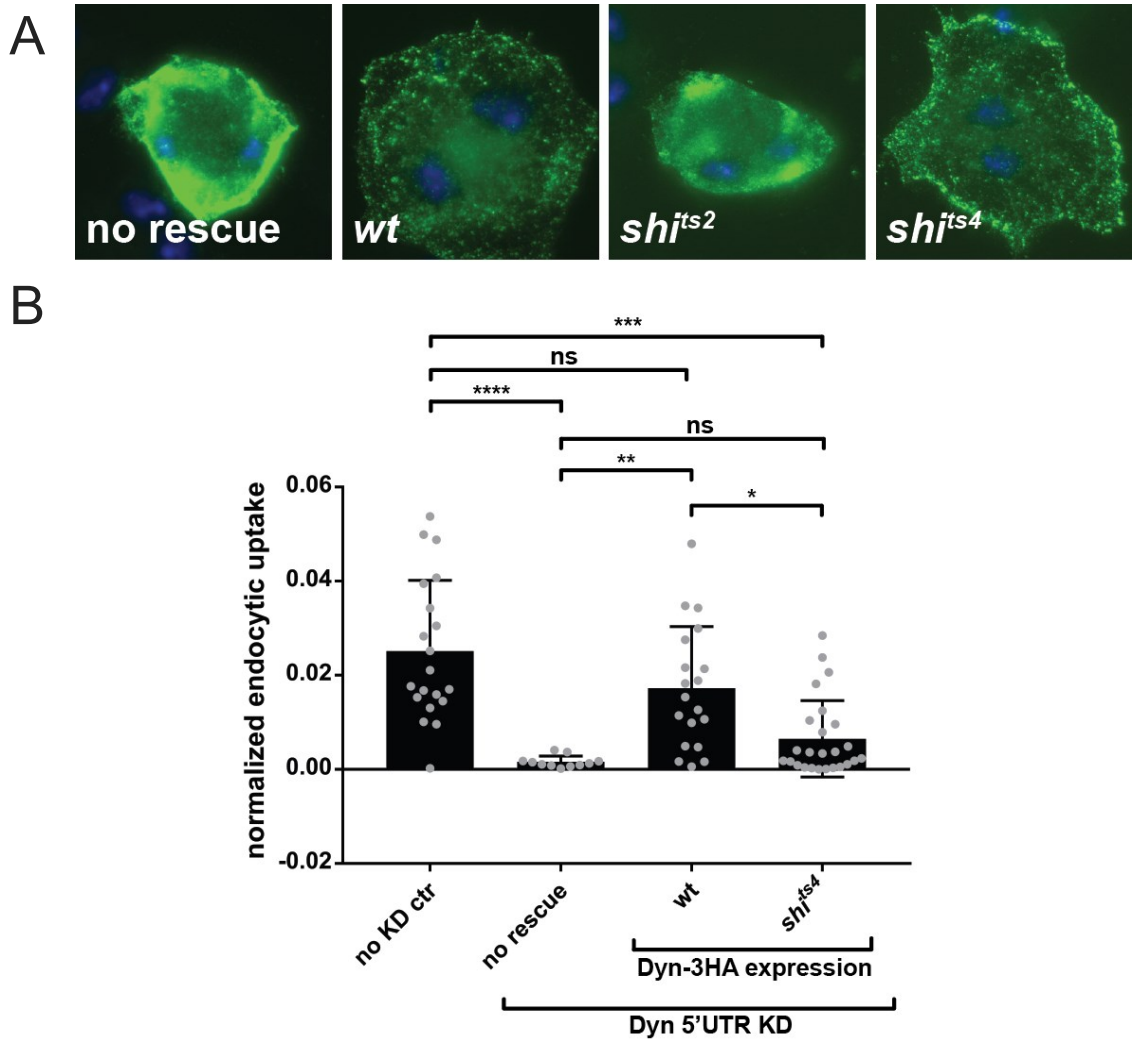 A
no rescue
wt
shi^ts2
shi^ts4
B
***
ns
****
ns
**
*
normalized endocytic uptake
0.06
0.04
0.02
0.00
-0.02
no KD ctr
no rescue
wt
shi^ts4
Dyn-3HA expression
Dyn 5’UTR KD